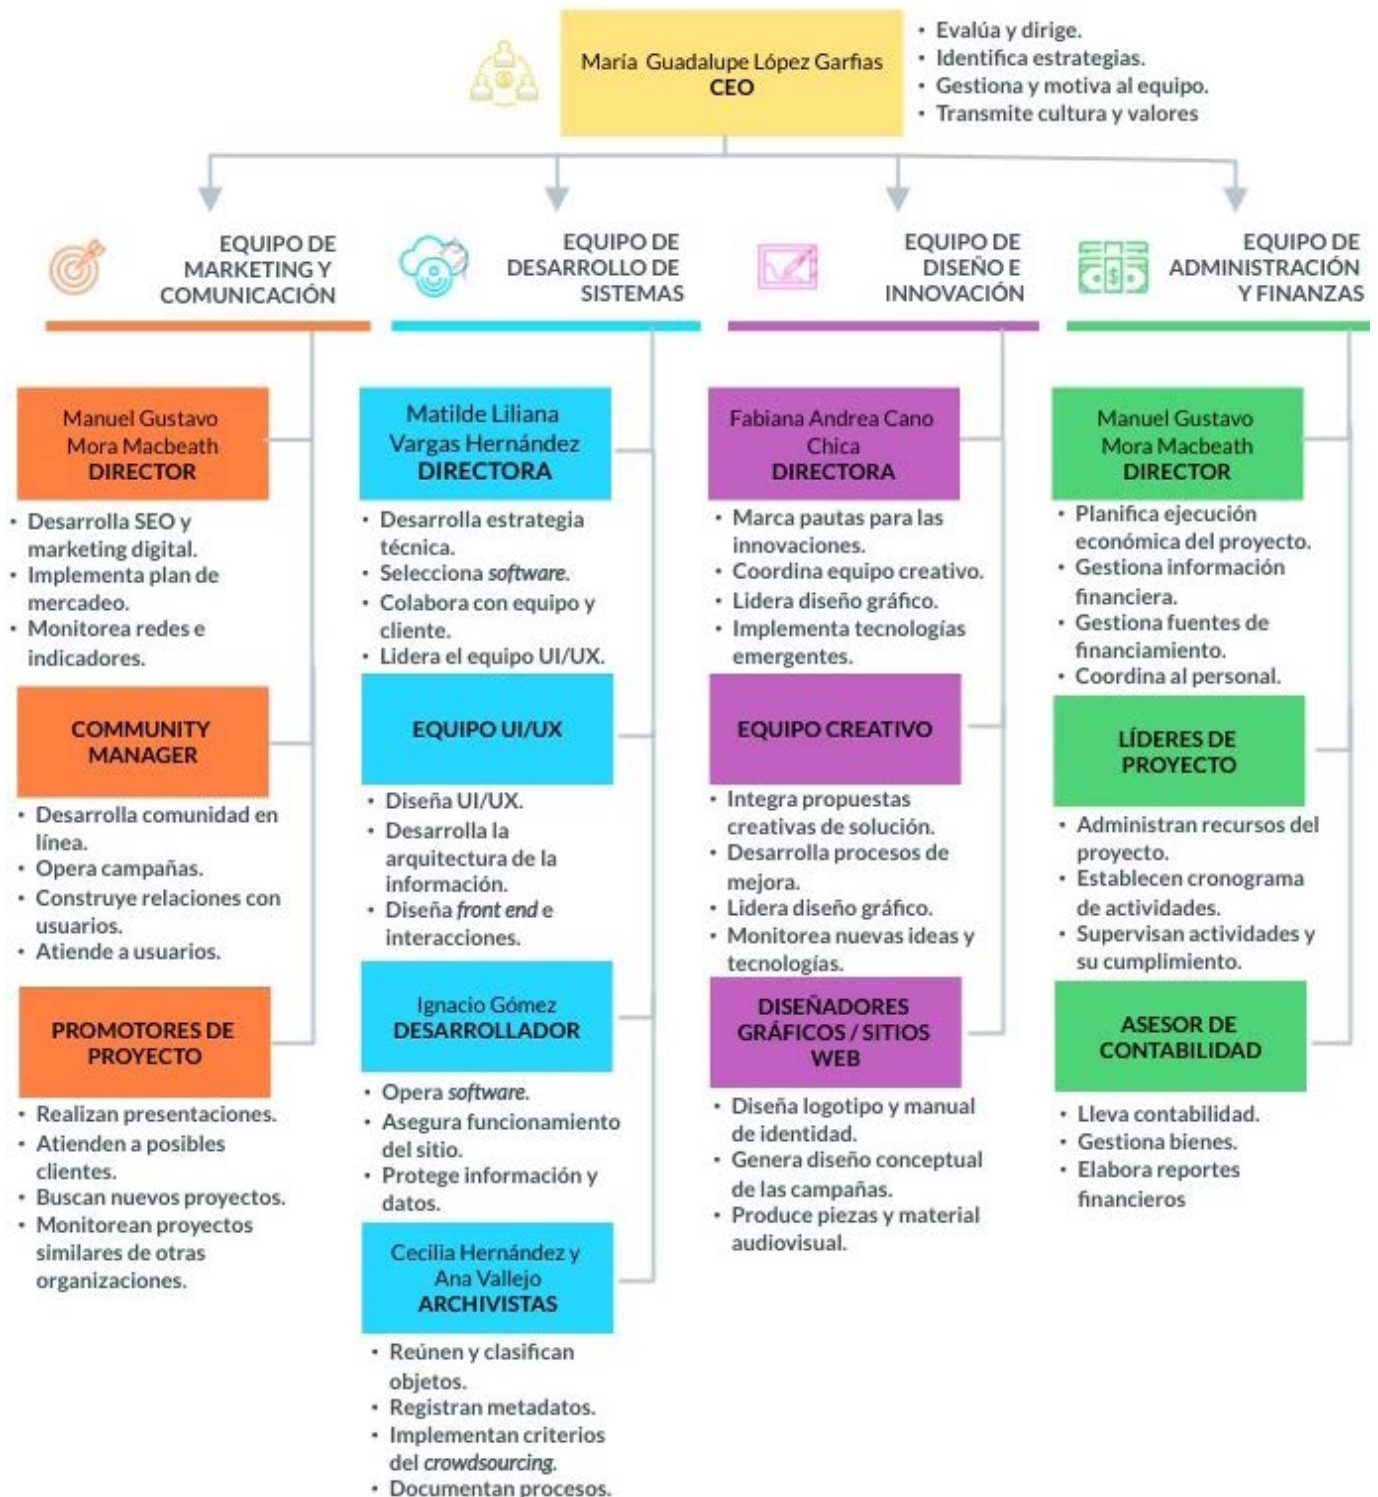 María Guadalupe López Garfias
CEO
• Evalúa y dirige.
• Identifica estrategias.
• Gestiona y motiva al equipo.
• Transmite cultura y valores
EQUIPO DE
MARKETING Y
COMUNICACIÓN
Manuel Gustavo
Mora Macbeath
DIRECTOR
• Desarrolla SEO y
marketing digital.
• Implementa plan de
mercadeo.
• Monitorea redes e
indicadores.
COMMUNITY
MANAGER
• Desarrolla comunidad en
línea.
• Opera campañas.
• Construye relaciones con
usuarios.
• Atiende a usuarios.
PROMOTORES DE
PROYECTO
• Realizan presentaciones.
• Atienden a posibles
clientes.
• Buscan nuevos proyectos.
• Monitorean proyectos
similares de otras
organizaciones.
EQUIPO DE
DESARROLLO DE
SISTEMAS
Matilde Liliana
Vargas Hernández
DIRECTORA
• Desarrolla estrategia
técnica.
• Selecciona software.
• Colabora con equipo y
cliente.
• Lidera el equipo UI/UX.
EQUIPO UI/UX
• Diseña UI/UX.
• Desarrolla la
arquitectura de la
información.
• Diseña front end e
interacciones.
Ignacio Gómez
DESARROLLADOR
• Opera software.
• Asegura funcionamiento
del sitio.
• Protege información y
datos.
Cecilia Hernández y
Ana Vallejo
ARCHIVISTAS
• Reúnen y clasifican
objetos.
• Registran metadatos.
• Implementan criterios
del crowdsourcing.
• Documentan procesos.
EQUIPO DE
DISEÑO E
INNOVACIÓN
Fabiana Andrea Cano
Chica
DIRECTORA
• Marca pautas para las
innovaciones.
• Coordina equipo creativo.
• Lidera diseño gráfico.
• Implementa tecnologías
emergentes.
EQUIPO CREATIVO
• Integra propuestas
creativas de solución.
• Desarrolla procesos de
mejora.
• Lidera diseño gráfico.
• Monitorea nuevas ideas y
tecnologías.
DISEÑADORES
GRÁFICOS / SITIOS
WEB
• Diseña logotipo y manual
de identidad.
• Genera diseño conceptual
de las campañas.
• Produce piezas y material
audiovisual.
EQUIPO DE
ADMINISTRACIÓN
Y FINANZAS
Manuel Gustavo
Mora Macbeath
DIRECTOR
• Planifica ejecución
económica del proyecto.
• Gestiona información
financiera.
• Gestiona fuentes de
financiamiento.
• Coordina al personal.
LÍDERES DE
PROYECTO
• Administran recursos del
proyecto.
• Establecen cronograma
de actividades.
• Supervisan actividades y
su cumplimiento.
ASESOR DE
CONTABILIDAD
• Lleva contabilidad.
• Gestiona bienes.
• Elabora reportes
financieros